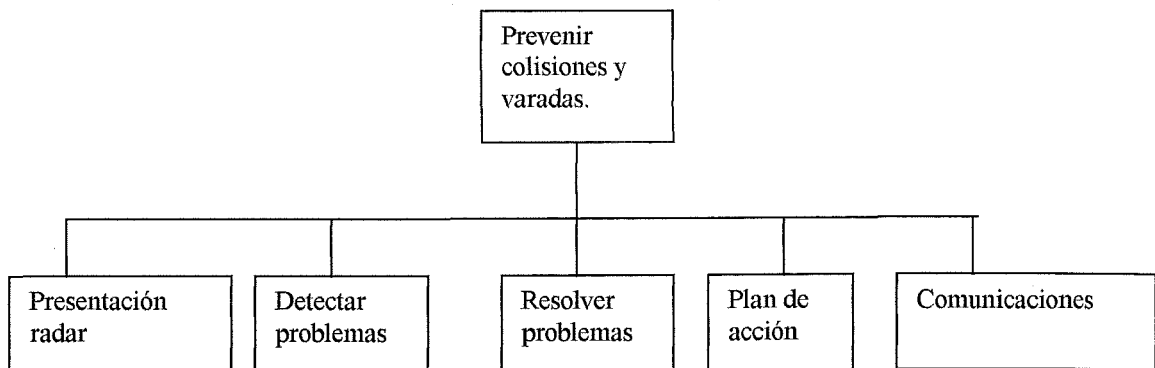 Prevenir
colisiones y
varadas.
Presentación
radar
Detectar
problemas
Resolver
problemas
Plan de
acción
Comunicaciones